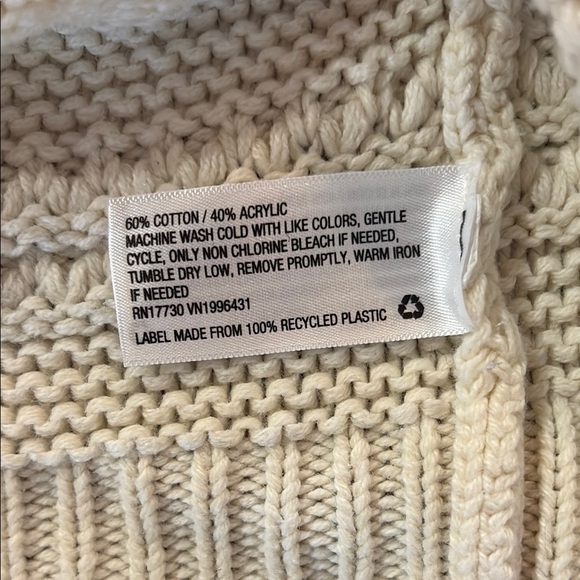 60% COTTON / 40% ACRYLIC
MACHINE WASH COLD WITH LIKE COLORS, GENTLE
CYCLE, ONLY NON CHLORINE BLEACH IF NEEDED,
TUMBLE DRY LOW, REMOVE PROMPTLY, WARM IRON
IF NEEDED
RN17730 VN1996431
LABEL MADE FROM 100% RECYCLED PLASTIC